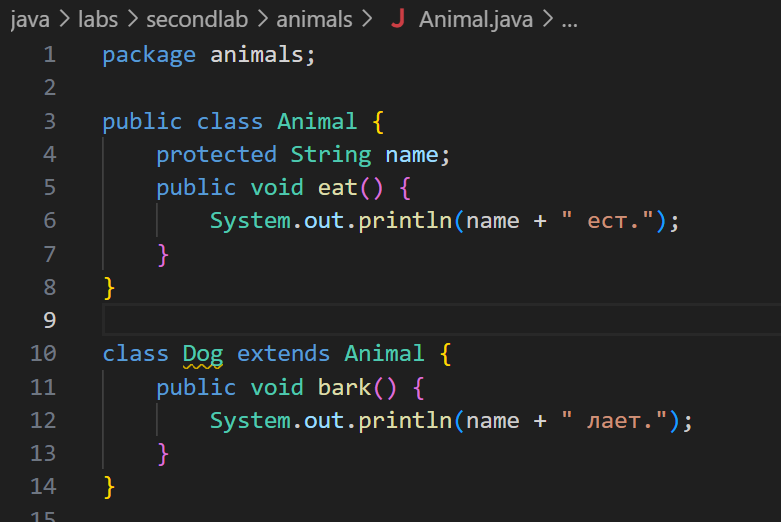 java > labs > secondlab > animals > J Animal.java > ...
1 package animals;
2
3 public class Animal {
4     protected String name;
5     public void eat() {
6         System.out.println(name + " ест.");
7     }
8 }
9
10 class Dog extends Animal {
11     public void bark() {
12         System.out.println(name + " лает.");
13     }
14 }
15